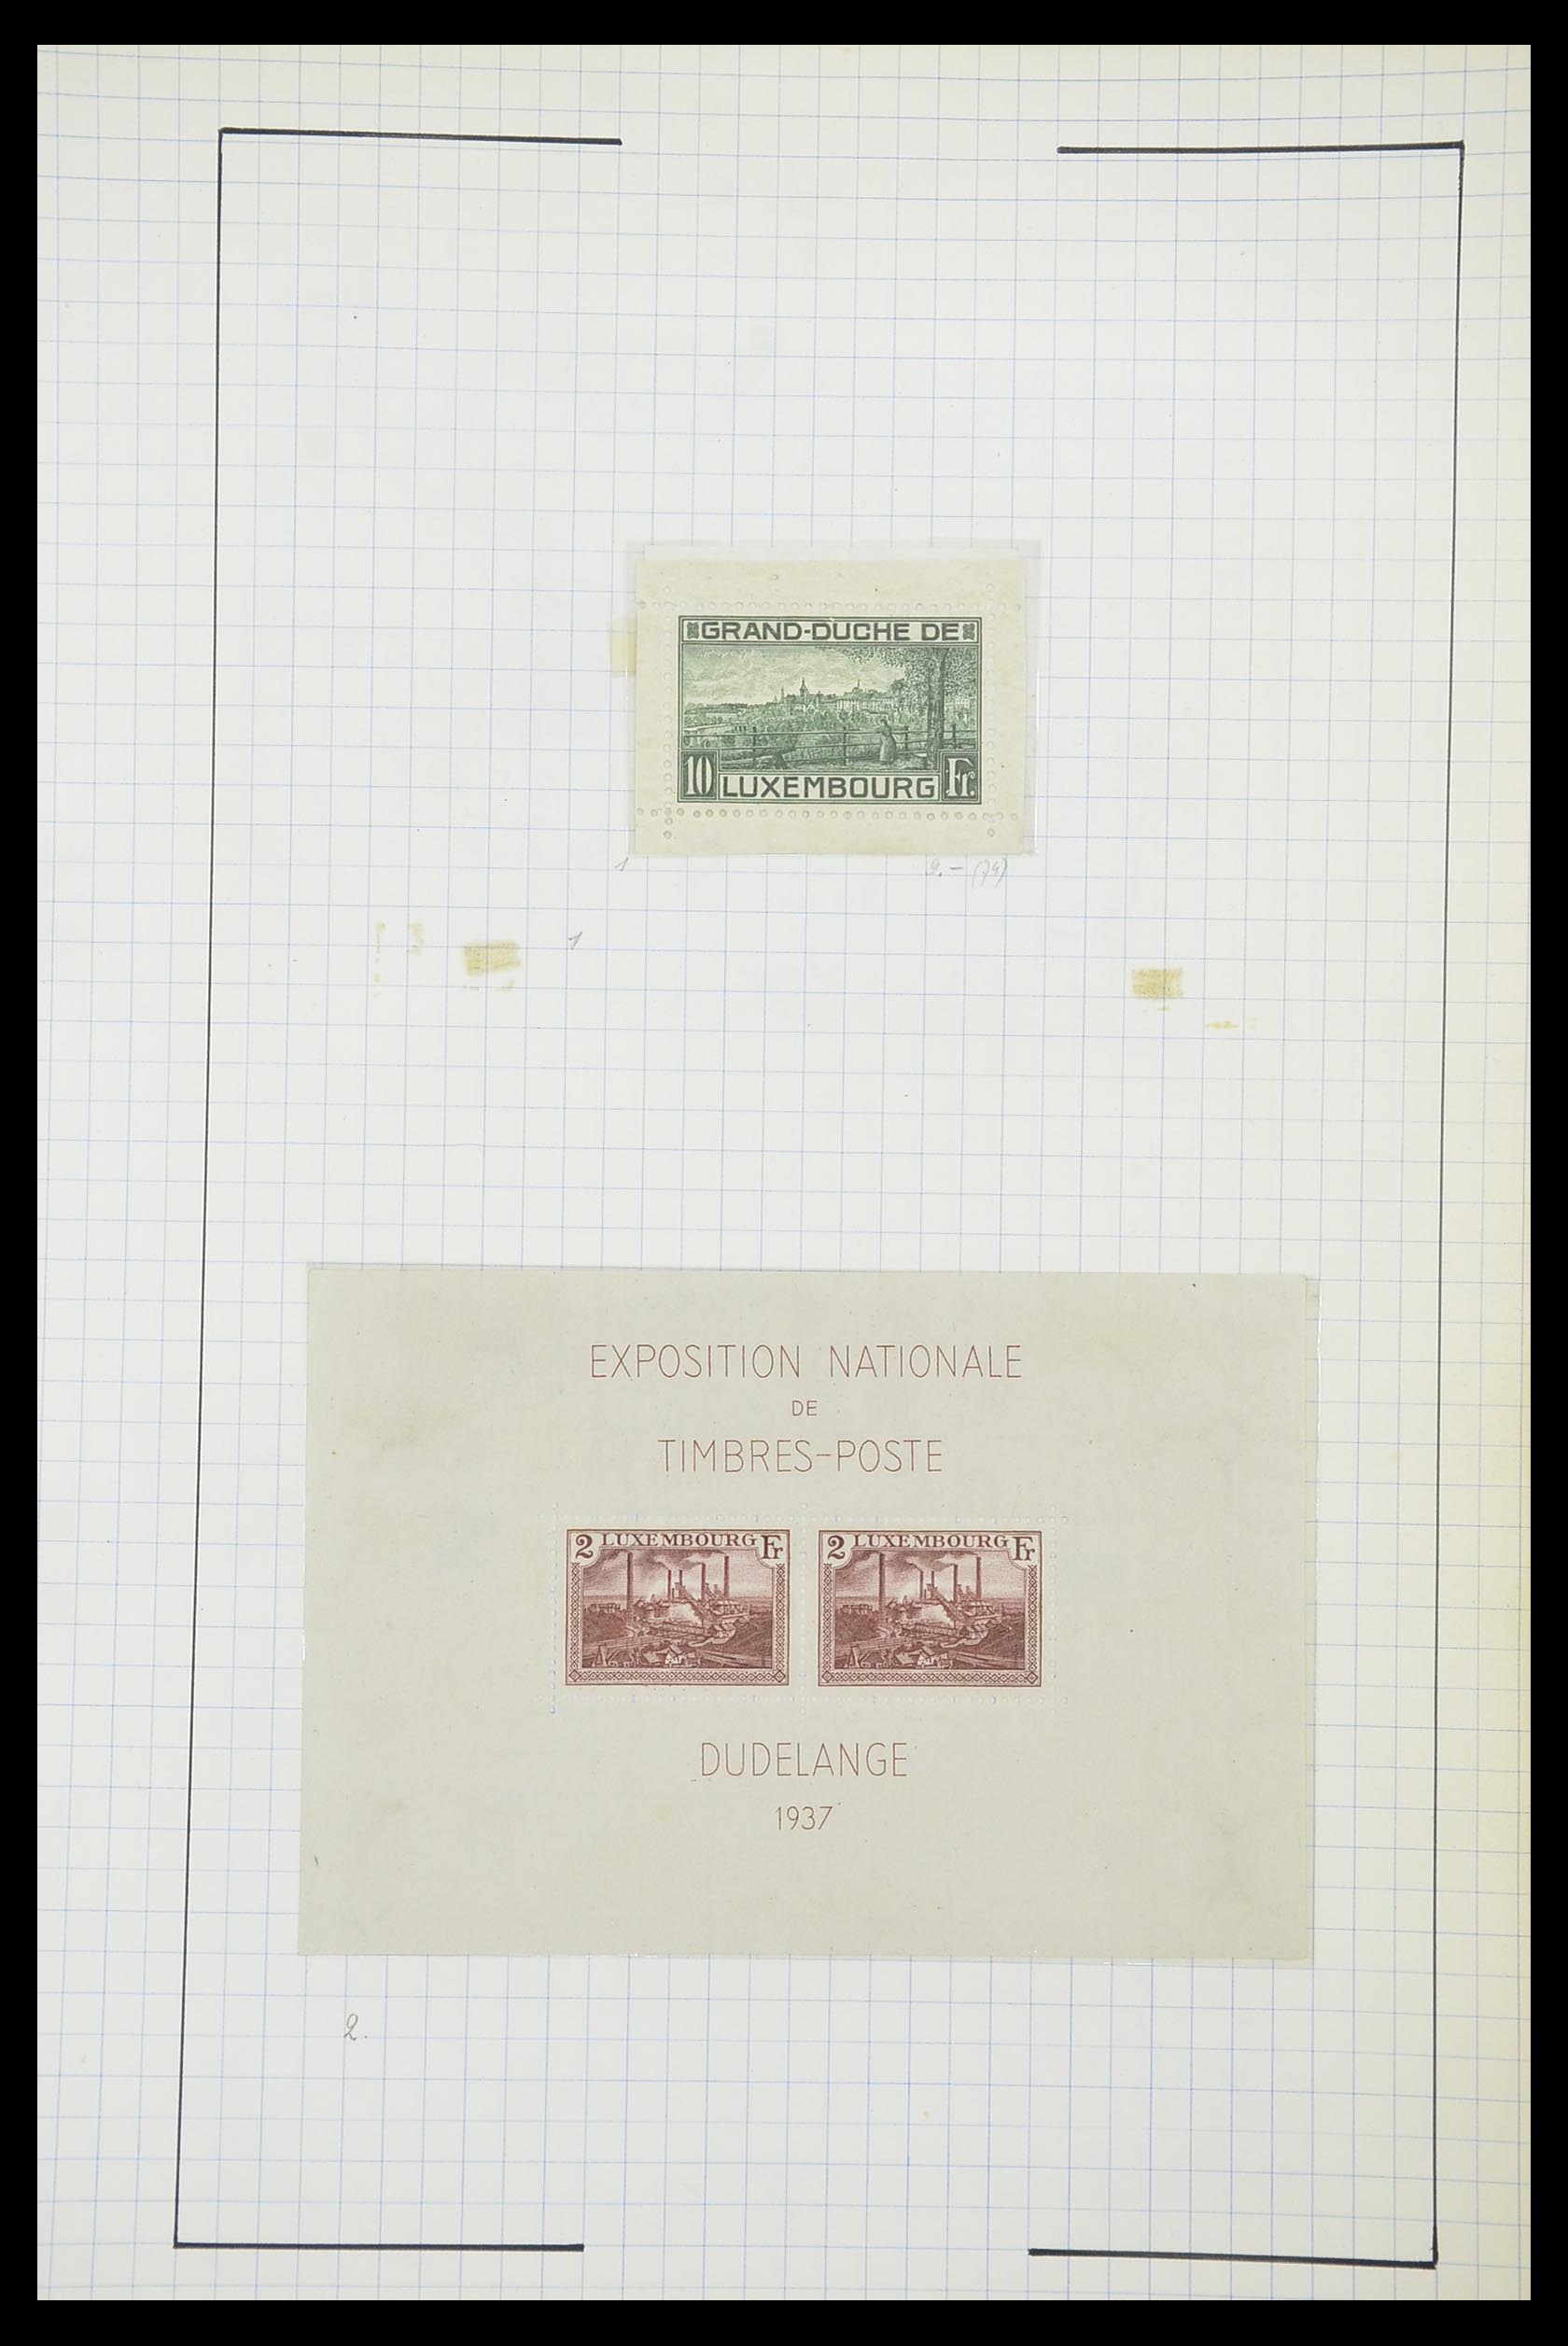 GRAND-DUCHE DE
10 LUXEMBOURG Fr.
1
1
EXPOSITION NATIONALE
DE
TIMBRES-POSTE
2 LUXEMBOURG Fr
2 LUXEMBOURG Fr
DUDELANGE
1937
2.